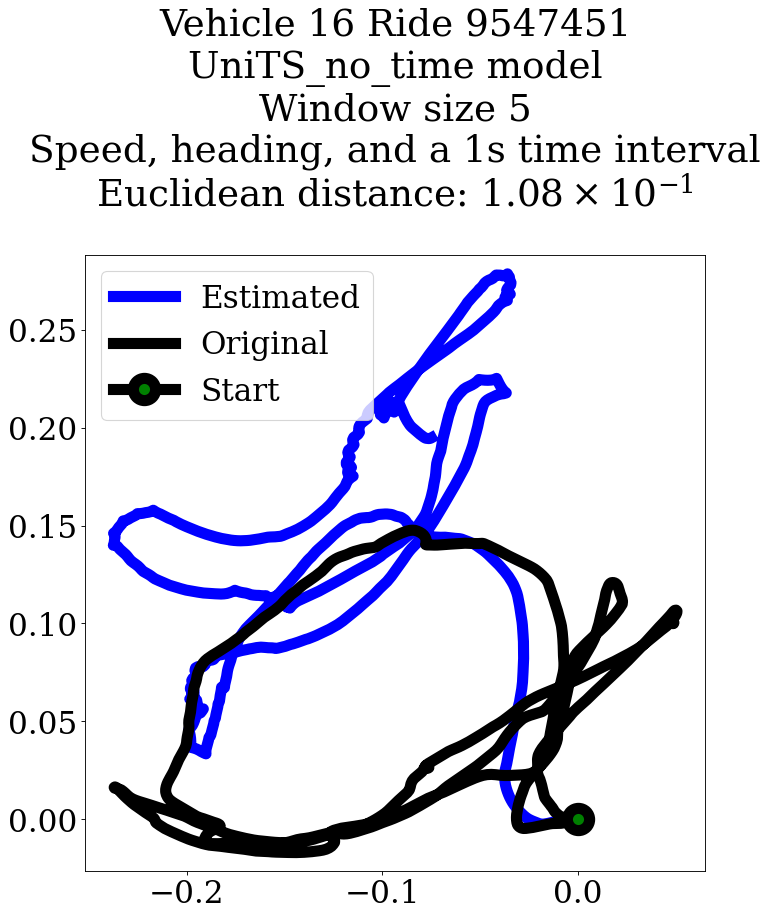 Vehicle 16 Ride 9547451
UniTS_no_time model
Window size 5
Speed, heading, and a 1s time interval
Euclidean distance: 1.08 × 10⁻¹
Estimated
Original
Start
0.25
0.20
0.15
0.10
0.05
0.00
−0.2
−0.1
0.0